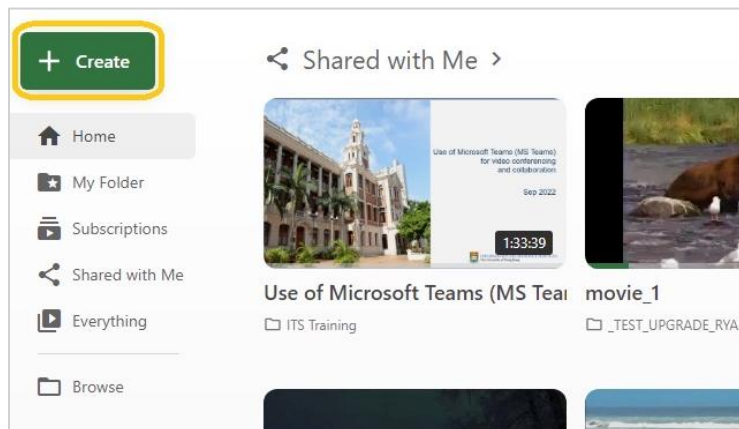 + Create
Shared with Me >
Home
My Folder
Subscriptions
Shared with Me
Everything
Browse
Use of Microsoft Teams (MS Teams)
for video conferencing
and collaboration
Sep 2022
1:33:39
Use of Microsoft Teams (MS Tea
ITS Training
movie_1
_TEST_UPGRADE_RYA